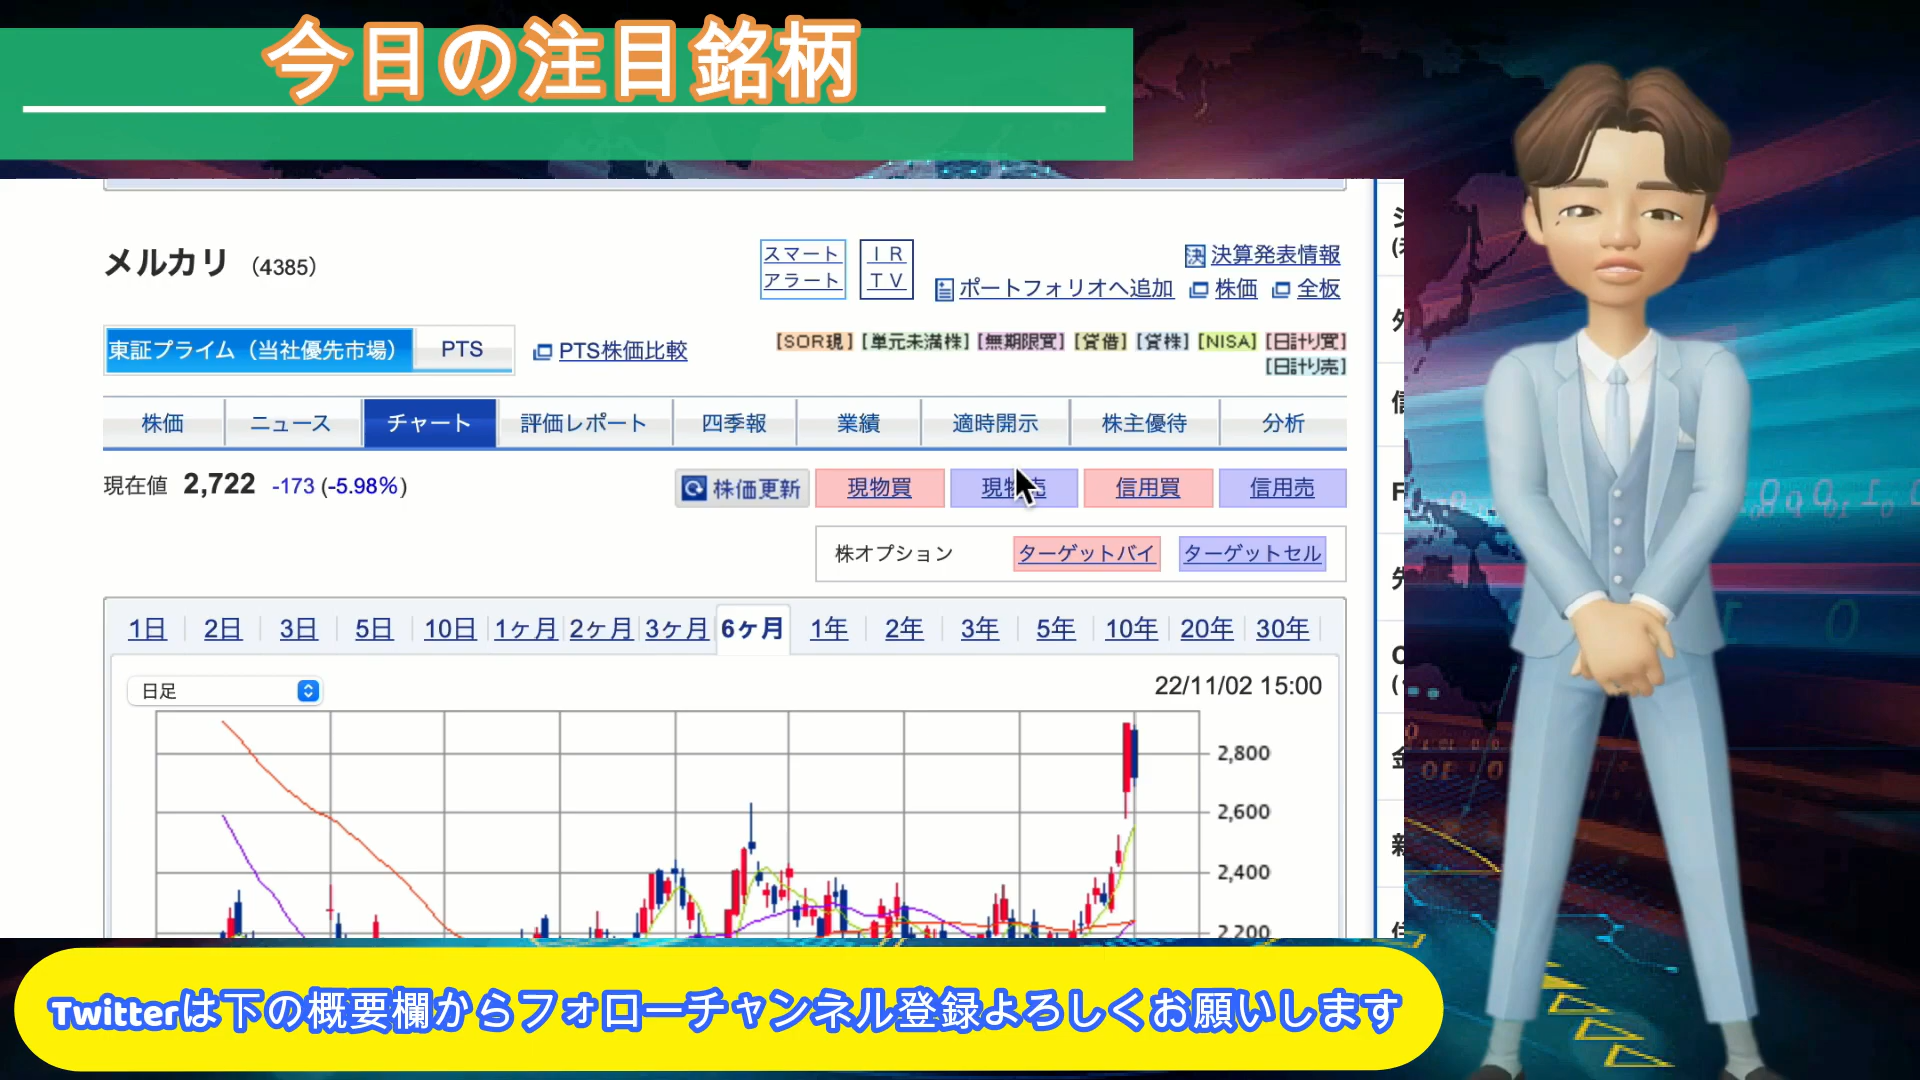 今日の注目銘柄
メルカリ (4385)
スマートアラート
IR TV
決算発表情報
ポートフォリオへ追加 株価 全板
東証プライム（当社優先市場） PTS PTS株価比較
[SOR現] [単元未満株] [無期限買] [貸借] [貸株] [NISA] [日計り買]
[日計り売]
株価 ニュース チャート 評価レポート 四季報 業績 適時開示 株主優待 分析
現在値 2,722 -173 (-5.98%)
株価更新 現物買 現物売 信用買 信用売
株オプション ターゲットバイ ターゲットセル
1日 2日 3日 5日 10日 1ヶ月 2ヶ月 3ヶ月 6ヶ月 1年 2年 3年 5年 10年 20年 30年
日足
22/11/02 15:00
2,800
2,600
2,400
2,200
Twitterは下の概要欄からフォローチャンネル登録よろしくお願いします